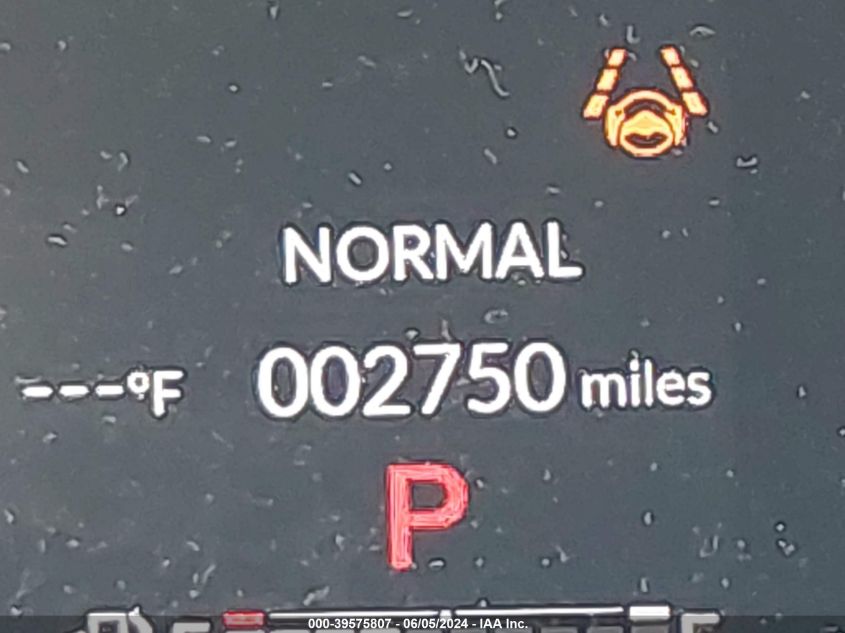 NORMAL
---°F 002750 miles
P
F
000-39575807 - 06/05/2024 - IAA Inc.